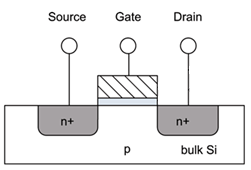 Source Gate Drain
n+ n+
p bulk Si